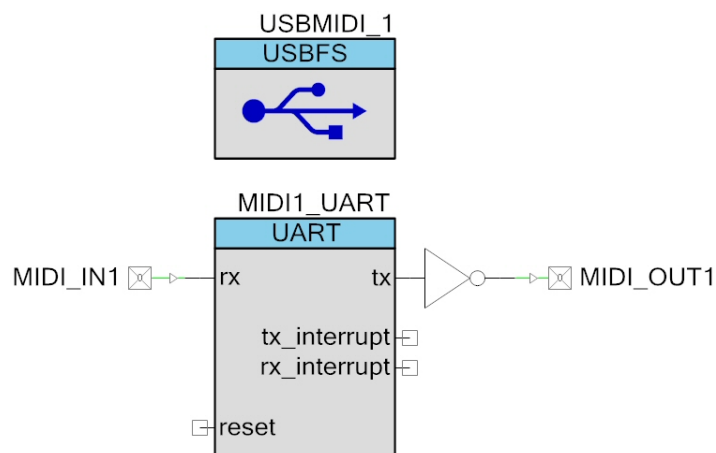 USBMIDI_1
USBFS
MIDI1_UART
UART
MIDI_IN1 rx tx MIDI_OUT1
tx_interrupt
rx_interrupt
reset